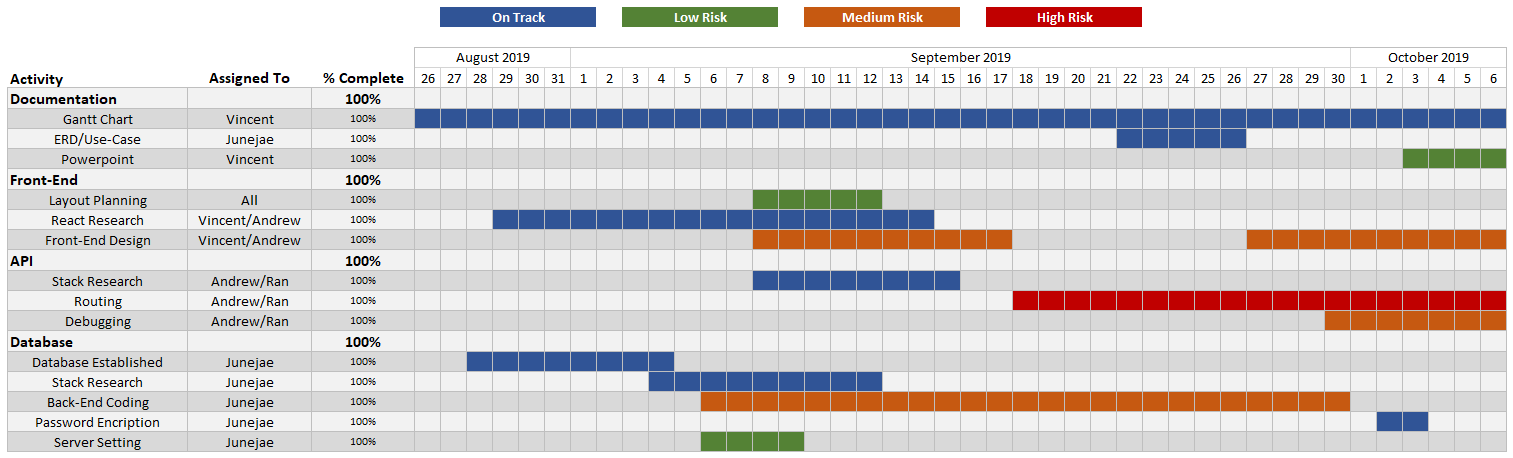 On Track Low Risk Medium Risk High Risk
August 2019 September 2019 October 2019
Activity Assigned To % Complete 26 27 28 29 30 31 1 2 3 4 5 6 7 8 9 10 11 12 13 14 15 16 17 18 19 20 21 22 23 24 25 26 27 28 29 30 1 2 3 4 5 6
Documentation 100%
Gantt Chart Vincent 100%
ERD/Use-Case Junejae 100%
Powerpoint Vincent 100%
Front-End 100%
Layout Planning All 100%
React Research Vincent/Andrew 100%
Front-End Design Vincent/Andrew 100%
API 100%
Stack Research Andrew/Ran 100%
Routing Andrew/Ran 100%
Debugging Andrew/Ran 100%
Database 100%
Database Established Junejae 100%
Stack Research Junejae 100%
Back-End Coding Junejae 100%
Password Encription Junejae 100%
Server Setting Junejae 100%